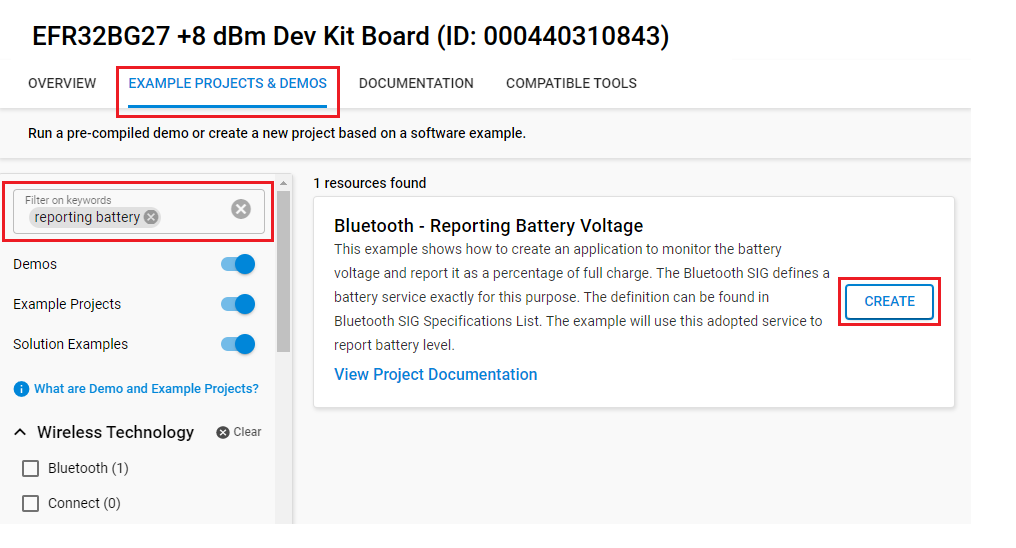 EFR32BG27 +8 dBm Dev Kit Board (ID: 000440310843)
OVERVIEW EXAMPLE PROJECTS & DEMOS DOCUMENTATION COMPATIBLE TOOLS
Run a pre-compiled demo or create a new project based on a software example.
Filter on keywords
reporting battery
Demos
Example Projects
Solution Examples
What are Demo and Example Projects?
Wireless Technology Clear
Bluetooth (1)
Connect (0)
1 resources found
Bluetooth - Reporting Battery Voltage
This example shows how to create an application to monitor the battery
voltage and report it as a percentage of full charge. The Bluetooth SIG defines a
battery service exactly for this purpose. The definition can be found in
Bluetooth SIG Specifications List. The example will use this adopted service to
report battery level.
View Project Documentation
CREATE